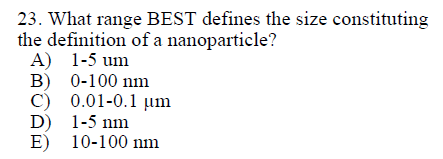 23. What range BEST defines the size constituting
the definition of a nanoparticle?
A) 1-5 um
B) 0-100 nm
C) 0.01-0.1 µm
D) 1-5 nm
E) 10-100 nm